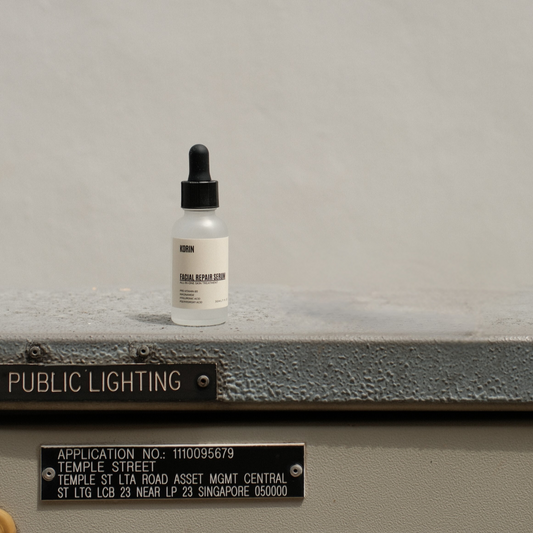 KORIN
FACIAL REPAIR SERUM
PUBLIC LIGHTING
APPLICATION NO.: 1110095679
TEMPLE STREET
TEMPLE ST LTA ROAD ASSET MGMT CENTRAL
ST LTG LCB 23 NEAR LP 23 SINGAPORE 050000